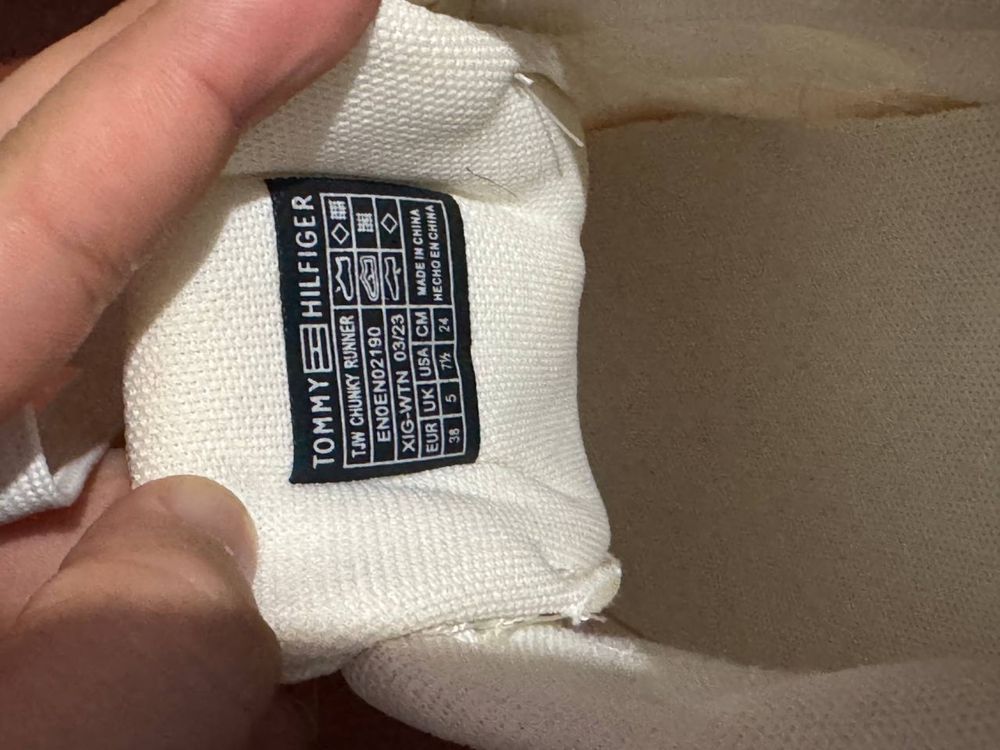 TOMMY HILFIGER
TJW CHUNKY RUNNER
EN0EN02190
XIG-WTN 03/23
EUR UK USA CM
38 5 7½ 24
MADE IN CHINA
HECHO EN CHINA